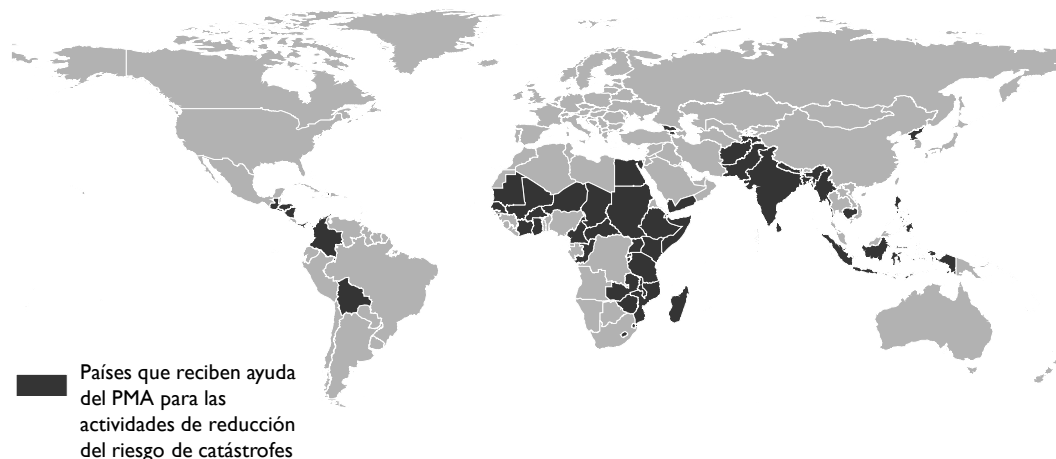 Países que reciben ayuda
del PMA para las
actividades de reducción
del riesgo de catástrofes